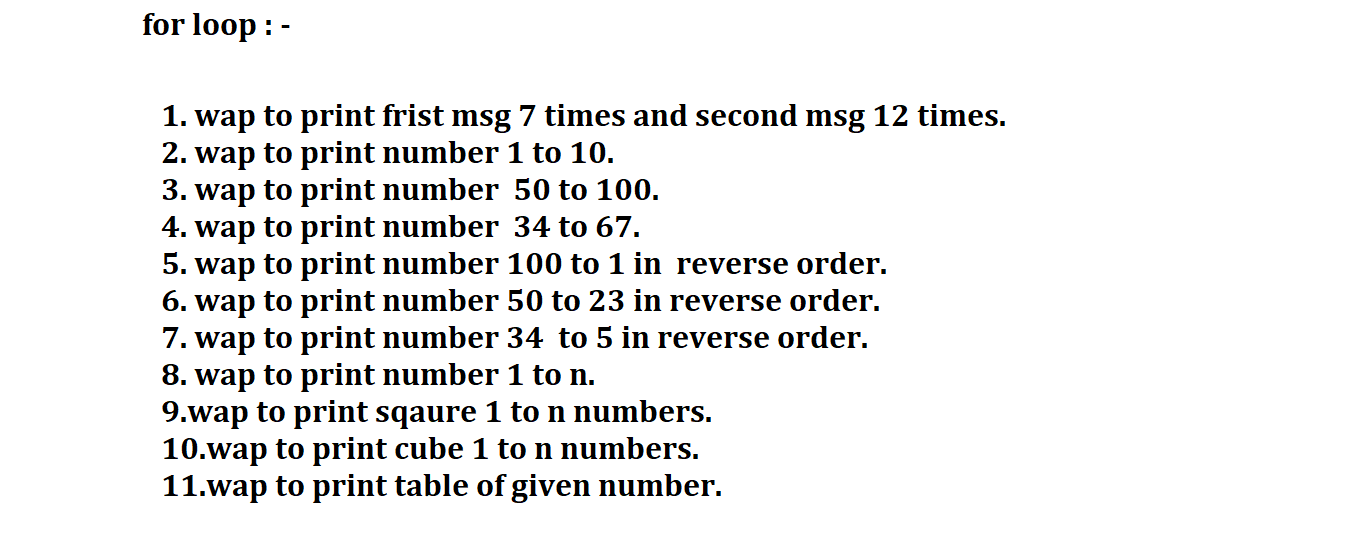 for loop : -
1. wap to print frist msg 7 times and second msg 12 times.
2. wap to print number 1 to 10.
3. wap to print number  50 to 100.
4. wap to print number  34 to 67.
5. wap to print number 100 to 1 in  reverse order.
6. wap to print number 50 to 23 in reverse order.
7. wap to print number 34  to 5 in reverse order.
8. wap to print number 1 to n.
9.wap to print sqaure 1 to n numbers.
10.wap to print cube 1 to n numbers.
11.wap to print table of given number.